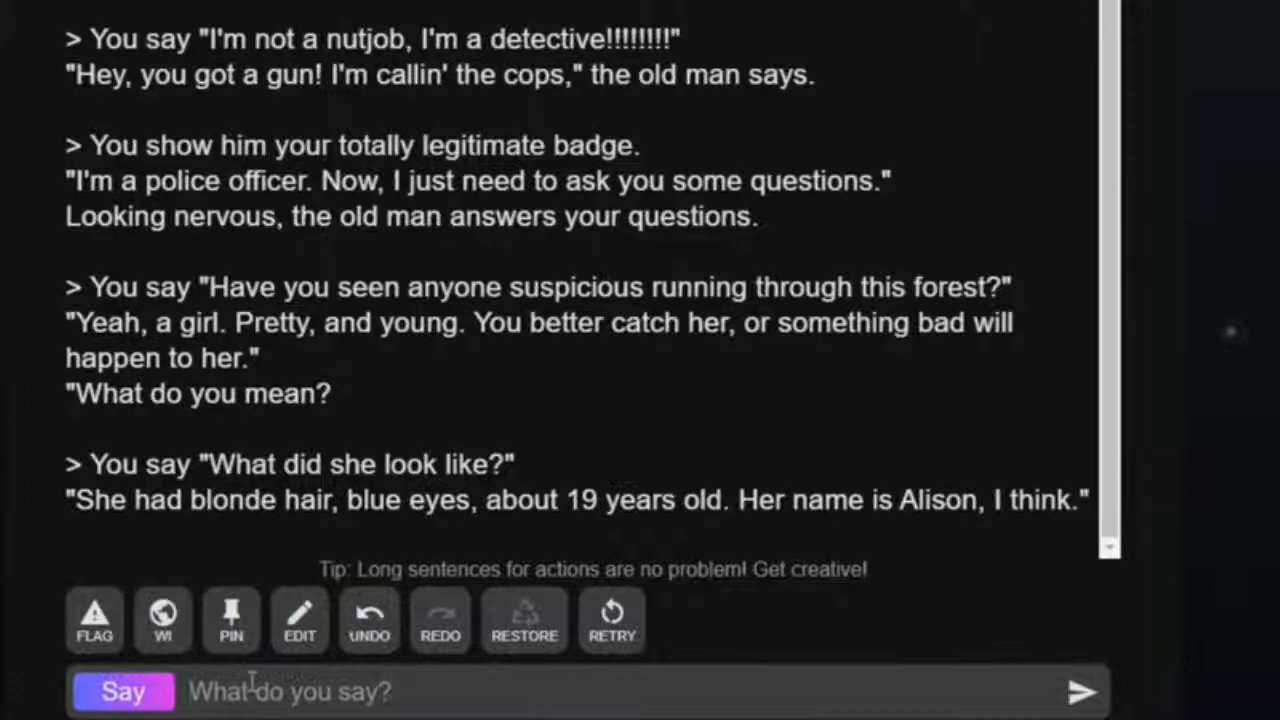 > You say "I'm not a nutjob, I'm a detective!!!!!!!!"
"Hey, you got a gun! I'm callin' the cops," the old man says.
> You show him your totally legitimate badge.
"I'm a police officer. Now, I just need to ask you some questions."
Looking nervous, the old man answers your questions.
> You say "Have you seen anyone suspicious running through this forest?"
"Yeah, a girl. Pretty, and young. You better catch her, or something bad will
happen to her."
"What do you mean?
> You say "What did she look like?"
"She had blonde hair, blue eyes, about 19 years old. Her name is Alison, I think."
Tip: Long sentences for actions are no problem! Get creative!
FLAG WI PIN EDIT UNDO REDO RESTORE RETRY
Say What do you say?